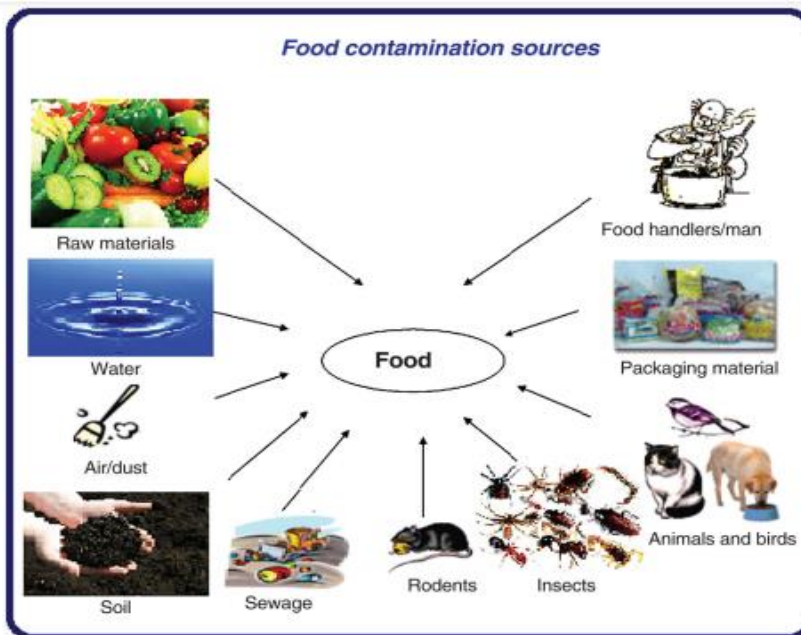 Food contamination sources
Raw materials
Food handlers/man
Water
Food
Packaging material
Air/dust
Animals and birds
Soil
Sewage
Rodents
Insects